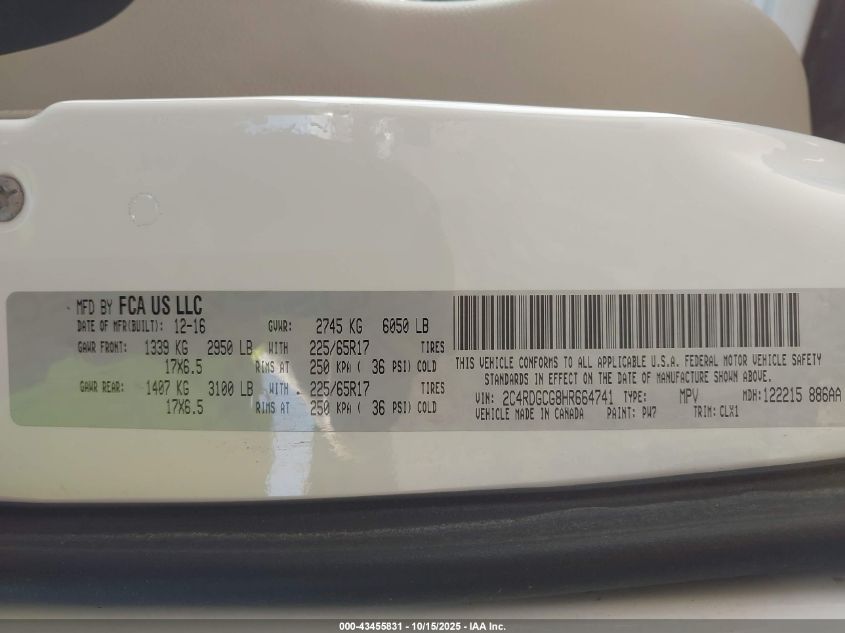 MFD BY FCA US LLC
DATE OF MFR(BUILT): 12-16 GVWR: 2745 KG 6050 LB
GAWR FRONT: 1339 KG 2950 LB WITH 225/65R17 TIRES
17X6.5 RIMS AT 250 KPA ( 36 PSI) COLD
GAWR REAR: 1407 KG 3100 LB WITH 225/65R17 TIRES
17X6.5 RIMS AT 250 KPA ( 36 PSI) COLD
THIS VEHICLE CONFORMS TO ALL APPLICABLE U.S.A. FEDERAL MOTOR VEHICLE SAFETY
STANDARDS IN EFFECT ON THE DATE OF MANUFACTURE SHOWN ABOVE.
VIN: 2C4RDGCG8HR664741 TYPE: MPV MDH: 122215 886AA
VEHICLE MADE IN CANADA PAINT: PW7 TRIM: CLX1
000-43455831 - 10/15/2025 - IAA Inc.